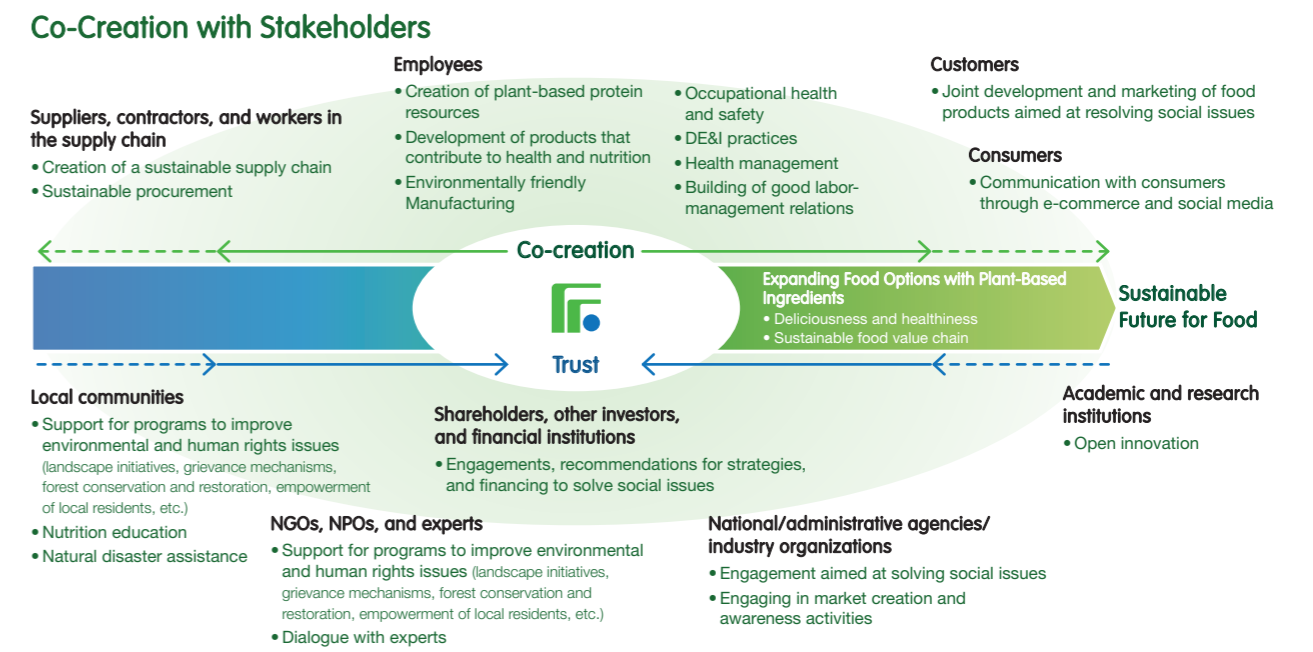 Co-Creation with Stakeholders
Suppliers, contractors, and workers in
the supply chain
• Creation of a sustainable supply chain
• Sustainable procurement
Employees
• Creation of plant-based protein
resources
• Development of products that
contribute to health and nutrition
• Environmentally friendly
Manufacturing
• Occupational health
and safety
• DE&I practices
• Health management
• Building of good labor-
management relations
Customers
• Joint development and marketing of food
products aimed at resolving social issues
Consumers
• Communication with consumers
through e-commerce and social media
Co-creation
Expanding Food Options with Plant-Based
Ingredients
• Deliciousness and healthiness
• Sustainable food value chain
Sustainable
Future for Food
Trust
Local communities
• Support for programs to improve
environmental and human rights issues
(landscape initiatives, grievance mechanisms,
forest conservation and restoration, empowerment
of local residents, etc.)
• Nutrition education
• Natural disaster assistance
Shareholders, other investors,
and financial institutions
• Engagements, recommendations for strategies,
and financing to solve social issues
Academic and research
institutions
• Open innovation
NGOs, NPOs, and experts
• Support for programs to improve environmental
and human rights issues (landscape initiatives,
grievance mechanisms, forest conservation and
restoration, empowerment of local residents, etc.)
• Dialogue with experts
National/administrative agencies/
industry organizations
• Engagement aimed at solving social issues
• Engaging in market creation and
awareness activities